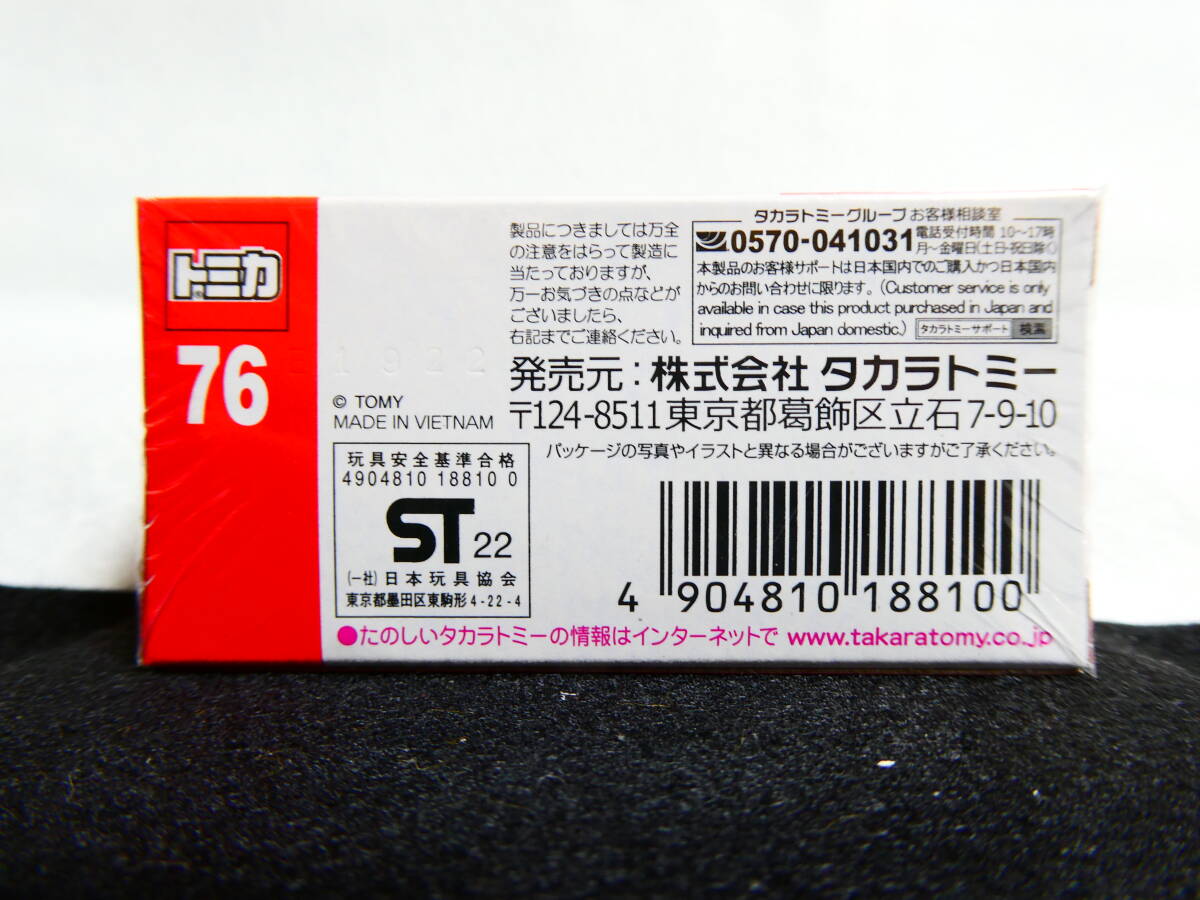 トミカ
76
1922
© TOMY
MADE IN VIETNAM
玩具安全基準合格
4904810 18810 0
ST 22
(一社)日本玩具協会
東京都墨田区東駒形4-22-4
製品につきましては万全
の注意をはらって製造に
当たっておりますが、
万一お気づきの点などが
ございましたら、
右記までご連絡ください。
タカラトミーグループ お客様相談室
0570-041031
電話受付時間 10〜17時
月〜金曜日(土日・祝日除く)
本製品のお客様サポートは日本国内でのご購入かつ日本国内
からのお問い合わせに限ります。(Customer service is only
available in case this product purchased in Japan and
inquired from Japan domestic.) タカラトミーサポート 検索
発売元:株式会社 タカラトミー
〒124-8511 東京都葛飾区立石7-9-10
パッケージの写真やイラストと異なる場合がございますがご了承ください。
4 904810 188100
●たのしいタカラトミーの情報はインターネットで www.takaratomy.co.jp